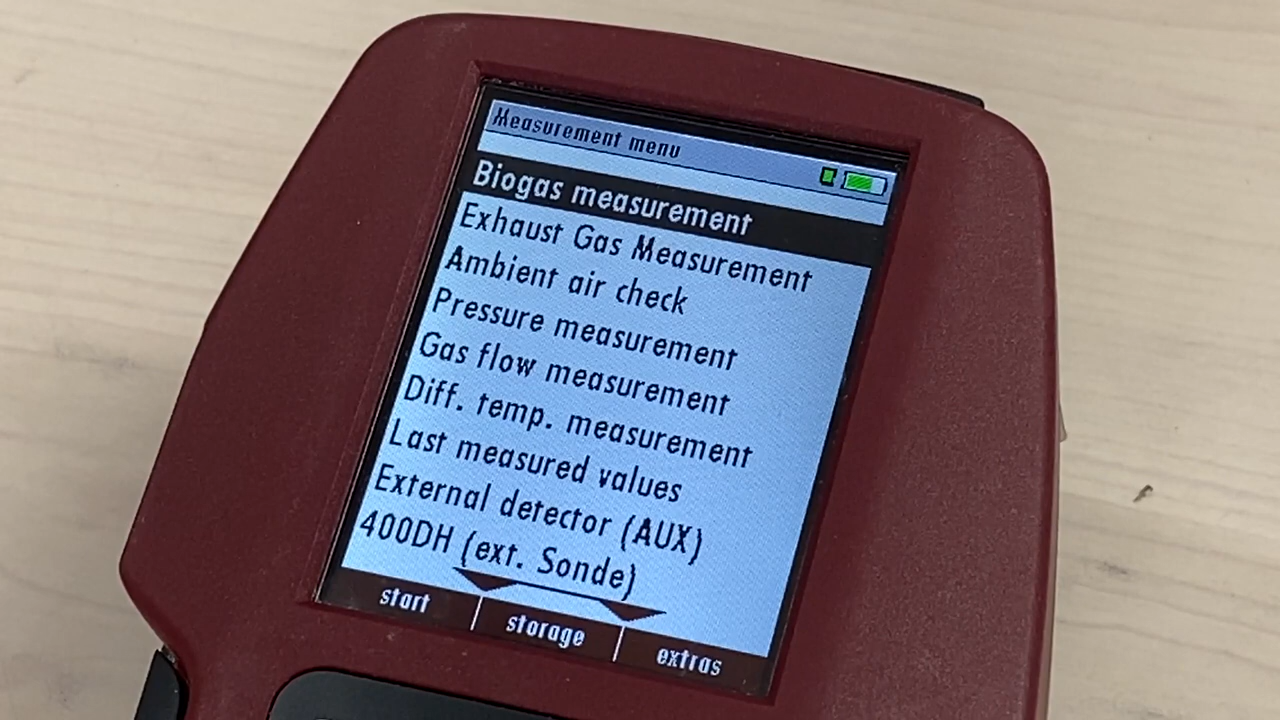 Measurement menu
Biogas measurement
Exhaust Gas Measurement
Ambient air check
Pressure measurement
Gas flow measurement
Diff. temp. measurement
Last measured values
External detector (AUX)
400DH (ext. Sonde)
start storage extras